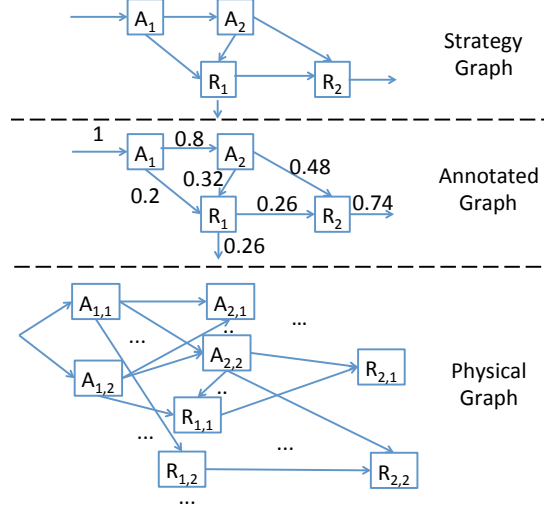 A1 A2
Strategy
Graph
R1 R2
1 0.8
A1 A2
0.48
0.32
0.2
Annotated
Graph
0.26 0.74
R1 R2
0.26
A1,1 A2,1
...
... ..
A2,2
A1,2 R2,1
Physical
Graph
..
R1,1
... ...
R1,2 R2,2
...